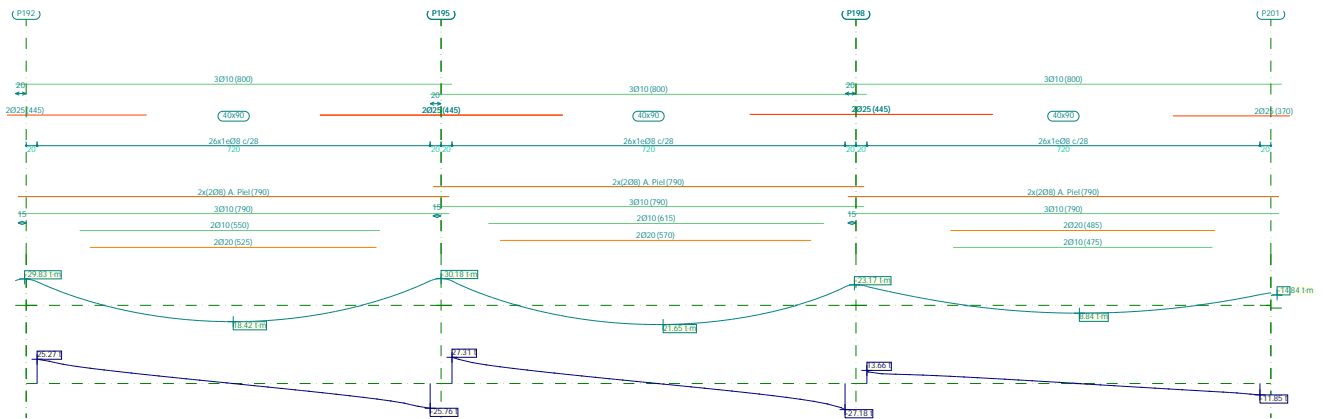 P192 P195 P198 P201
3Ø10 (800) 3Ø10 (800)
20 20
3Ø10 (800)
20
2Ø25 (445) 2Ø25 (445) 2Ø25 (445) 2Ø25 (370)
40x90 40x90 40x90
26x1eØ8 c/28 26x1eØ8 c/28 26x1eØ8 c/28
20 720 20 20 720 20 20 720 20
2x(2Ø8) A. Piel (790)
2x(2Ø8) A. Piel (790) 2x(2Ø8) A. Piel (790)
3Ø10 (790)
15 3Ø10 (790) 15 15 3Ø10 (790)
2Ø10 (615)
2Ø10 (550) 2Ø20 (485)
2Ø20 (570)
2Ø20 (525) 2Ø10 (475)
-29.83 t·m -30.18 t·m -23.17 t·m -14.84 t·m
18.42 t·m 21.65 t·m 8.84 t·m
25.27 t 27.31 t 13.66 t
-25.76 t -27.18 t -11.85 t